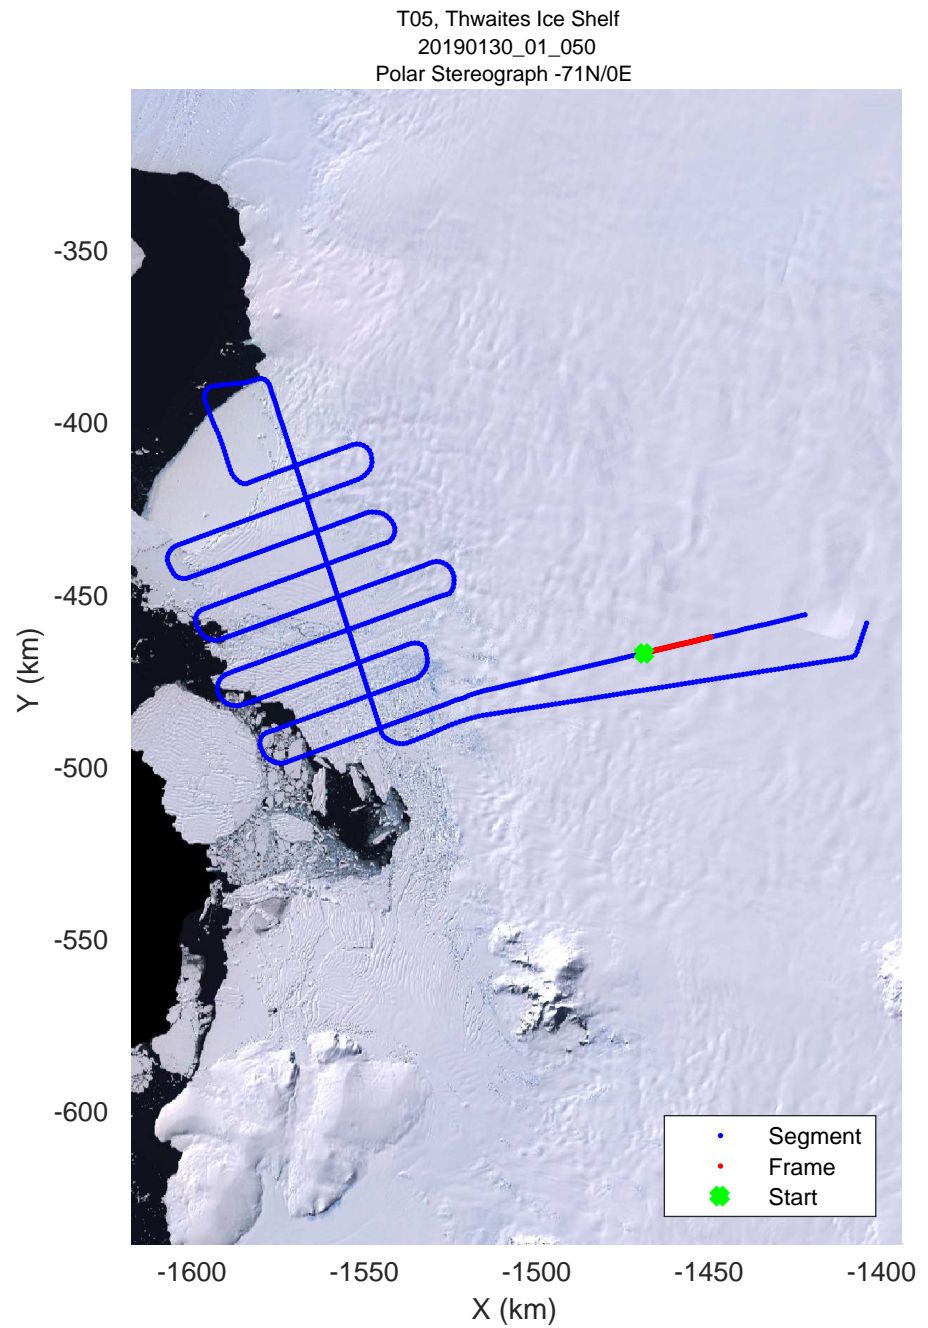 T05, Thwaites Ice Shelf
20190130_01_050
Polar Stereograph -71N/0E
-350
-400
-450
-500
-550
-600
Y (km)
Segment
Frame
Start
-1600
-1550
-1500
-1450
-1400
X (km)